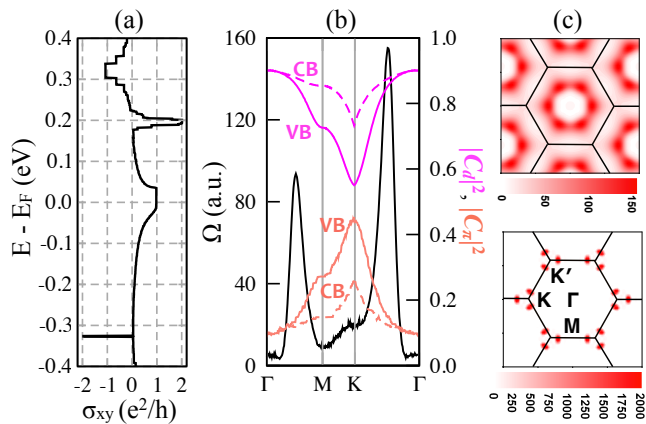 (a)
(b)
(c)
0.4
0.3
0.2
0.1
0.0
-0.1
-0.2
-0.3
-0.4
E - E_F (eV)
-2 -1 0 1 2
σxy (e²/h)
160
120
80
40
0
Ω (a.u.)
CB
VB
VB
CB
Γ M K Γ
1.0
0.8
0.6
0.4
0.2
0.0
|C_d|², |C_π|²
0 50 100 150
K′
K Γ
M
0 250 500 750 1000 1250 1500 2000